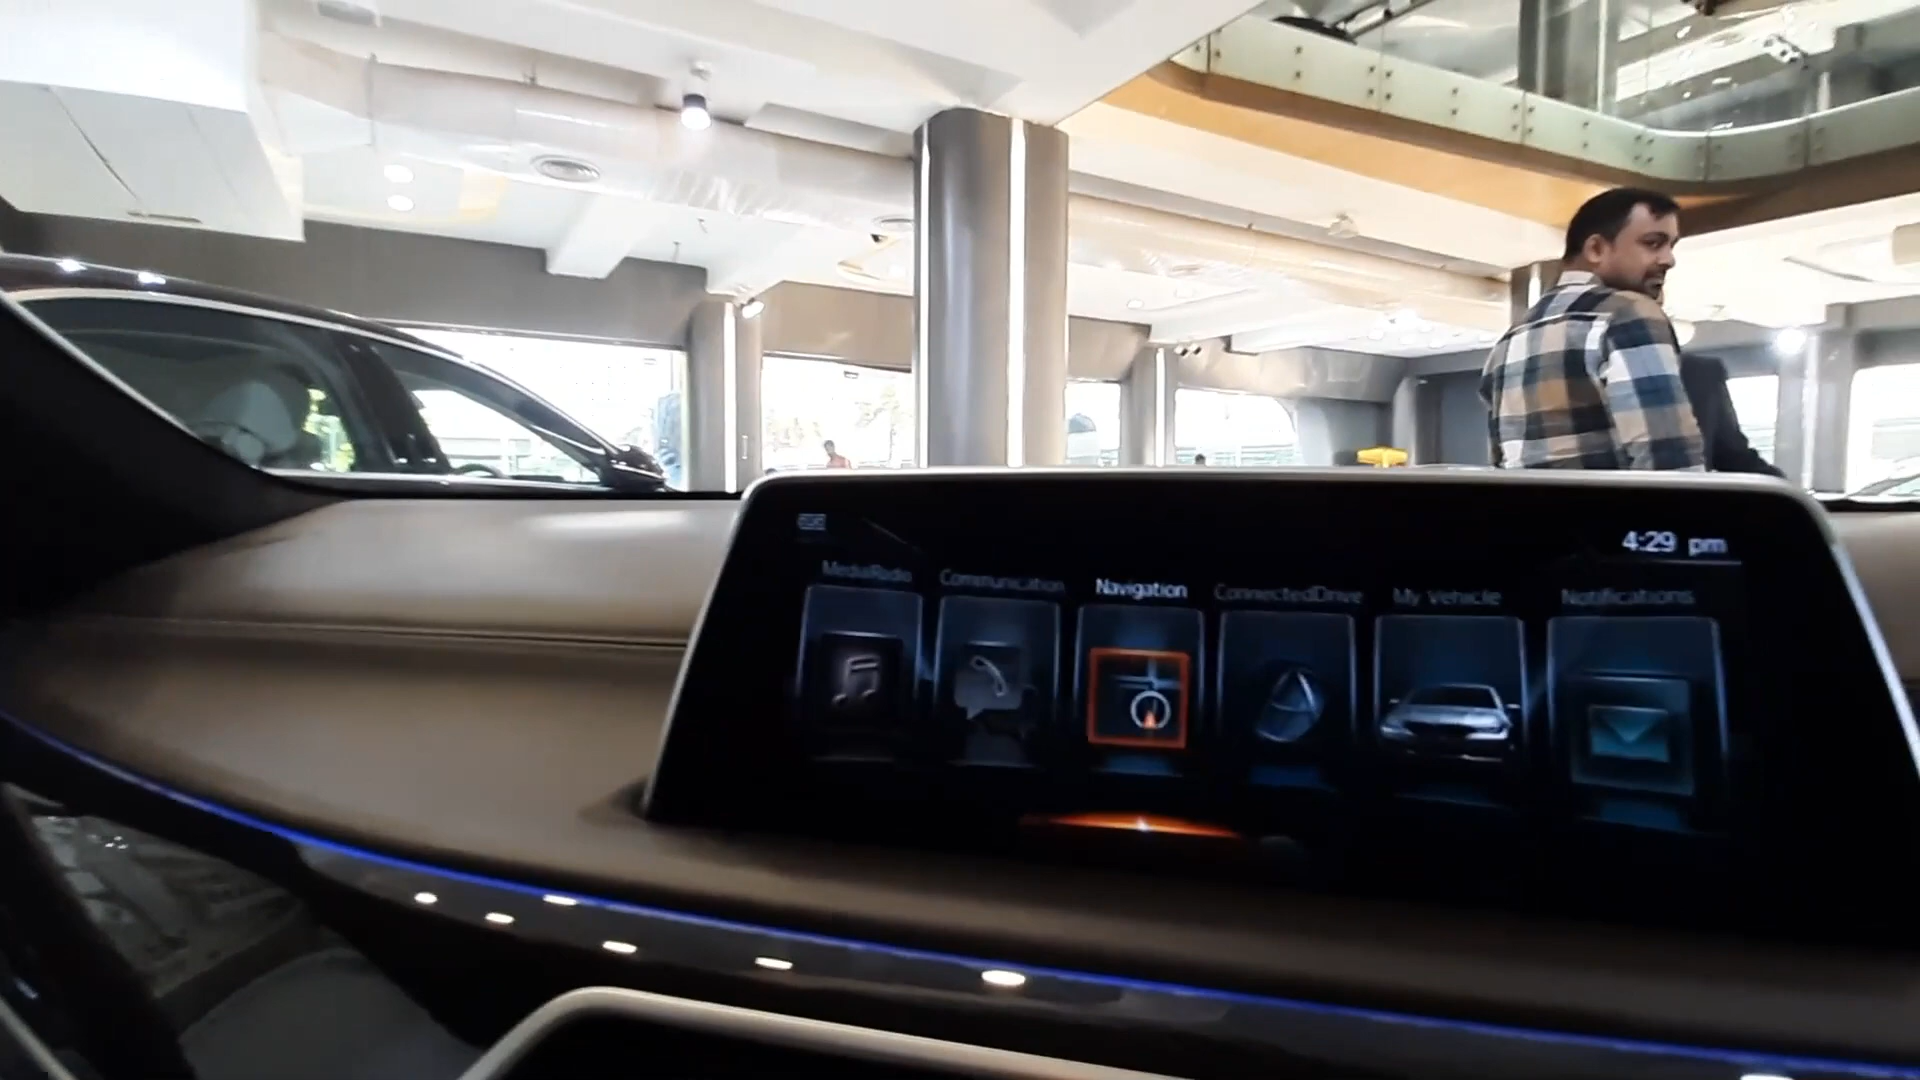 4:29 pm
Media/Radio
Communication
Navigation
ConnectedDrive
My Vehicle
Notifications